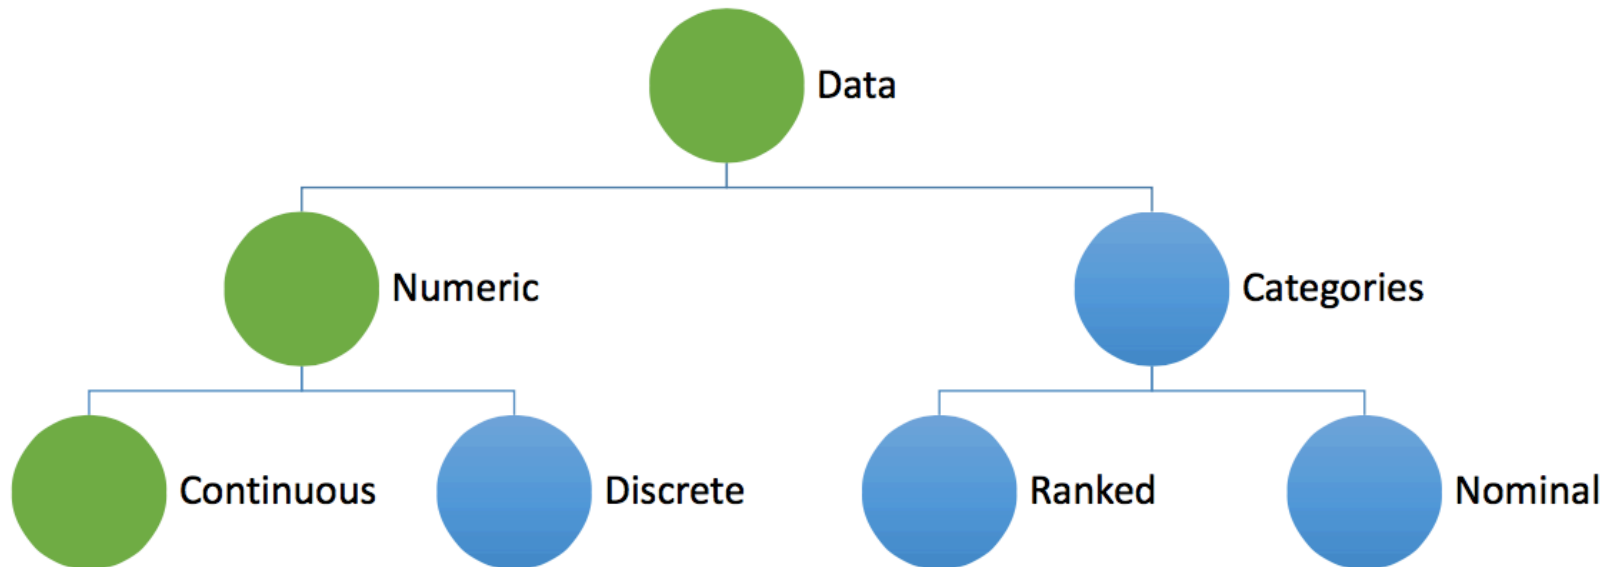 Data
Numeric
Categories
Continuous
Discrete
Ranked
Nominal